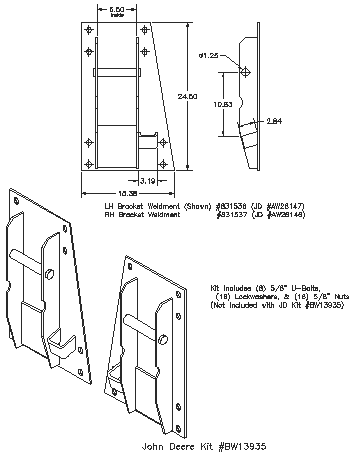 5.60
Inside
ø1.25
24.50
10.63
2.84
3.19
15.38
LH Bracket Weldment (Shown) #831536 (JD #AW26147)
RH Bracket Weldment #831537 (JD #AW26146)
Kit Includes (8) 5/8" U-Bolts,
(16) Lockwashers, & (16) 5/8" Nuts
(Not Included with JD Kit #BW13935)
John Deere Kit #BW13935